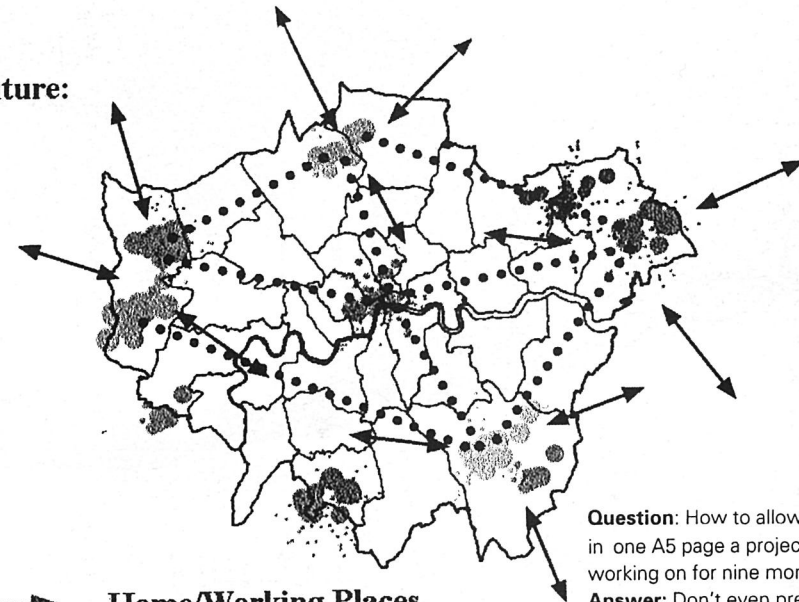 ture:
Question: How to allow
in one A5 page a projec
working on for nine mor
Answer: Don't even pre
Home/Working Places